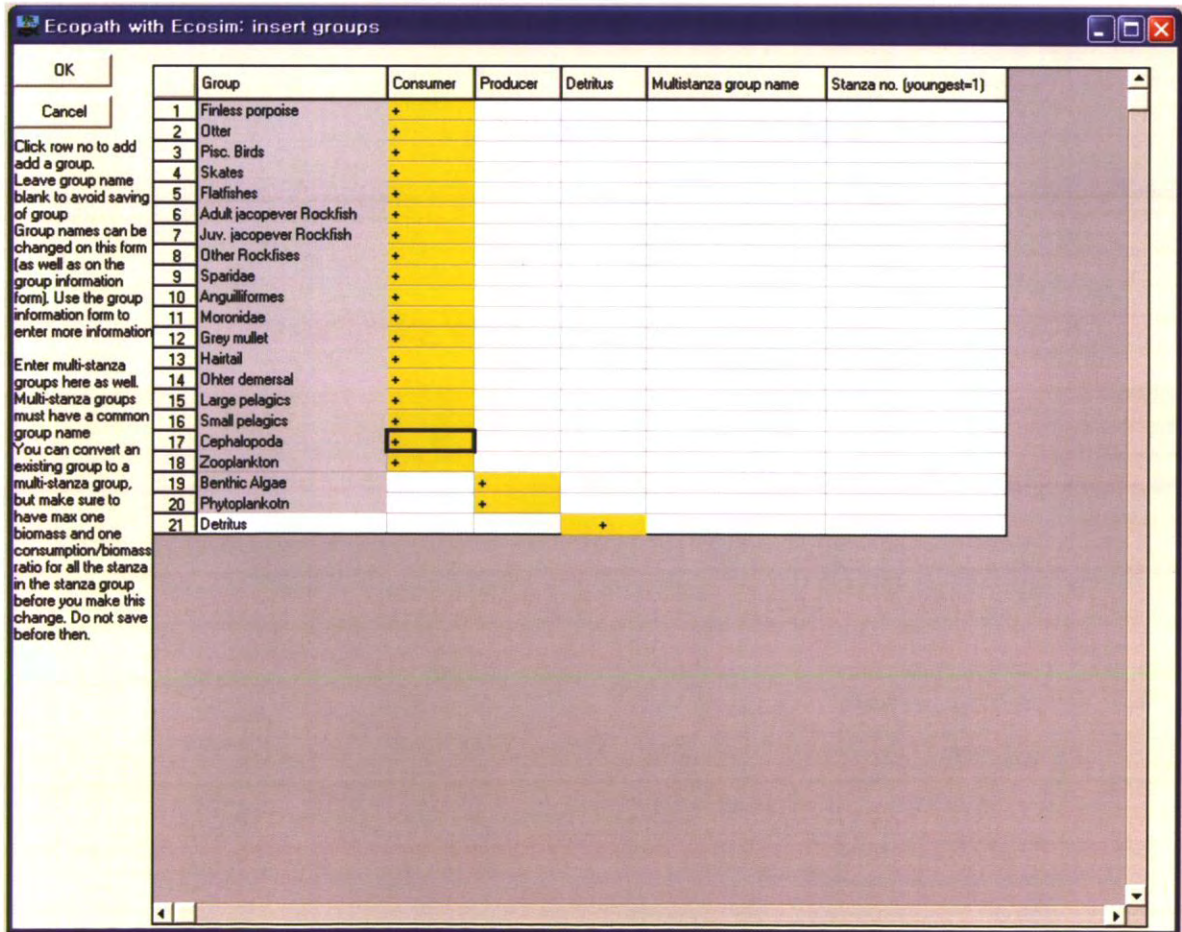 Ecopath with Ecosim: insert groups
OK
Cancel
Click row no to add
add a group.
Leave group name
blank to avoid saving
of group
Group names can be
changed on this form
(as well as on the
group information
form). Use the group
information form to
enter more information
Enter multi-stanza
groups here as well.
Multi-stanza groups
must have a common
group name
You can convert an
existing group to a
multi-stanza group,
but make sure to
have max one
biomass and one
consumption/biomass
ratio for all the stanza
in the stanza group
before you make this
change. Do not save
before then.
Group Consumer Producer Detritus Multistanza group name Stanza no. (youngest=1)
1 Finless porpoise +
2 Otter +
3 Pisc. Birds +
4 Skates +
5 Flatfishes +
6 Adult jacopever Rockfish +
7 Juv. jacopever Rockfish +
8 Other Rockfises +
9 Sparidae +
10 Anguilliformes +
11 Moronidae +
12 Grey mullet +
13 Hairtail +
14 Ohter demersal +
15 Large pelagics +
16 Small pelagics +
17 Cephalopoda +
18 Zooplankton +
19 Benthic Algae +
20 Phytoplankotn +
21 Detritus +